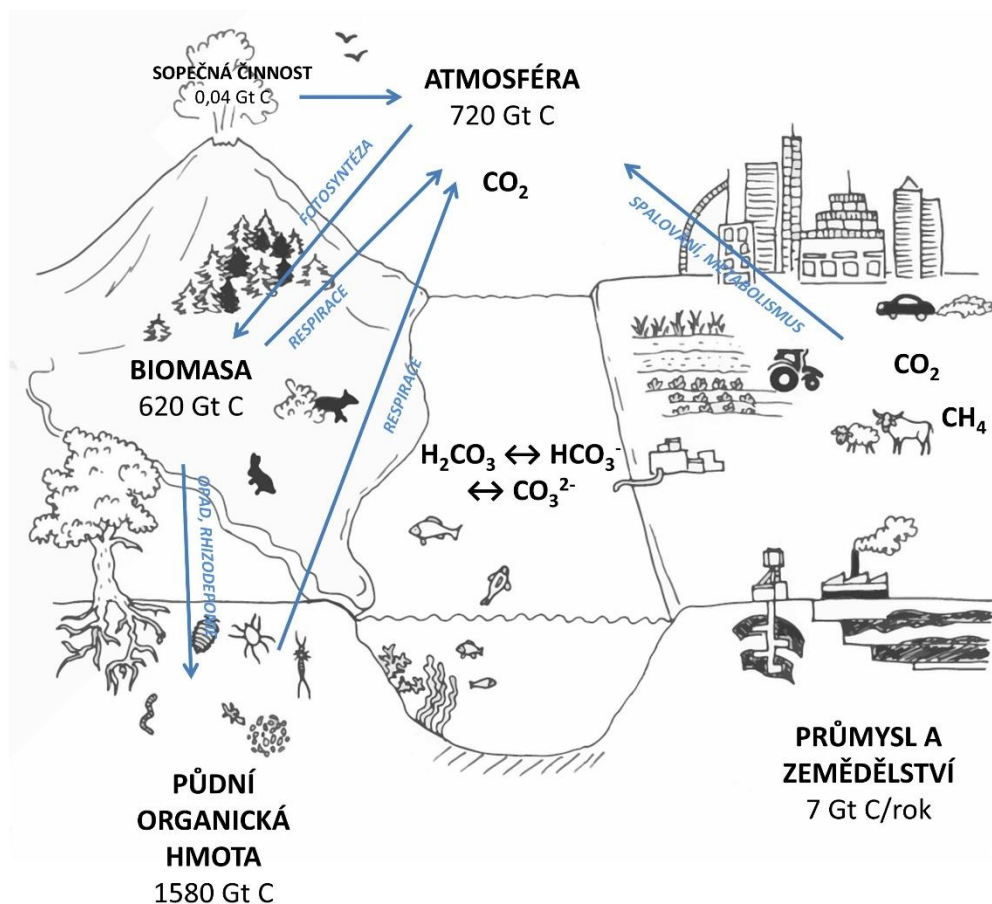 SOPEČNÁ ČINNOST
0,04 Gt C
ATMOSFÉRA
720 Gt C
CO₂
FOTOSYNTÉZA
RESPIRACE
RESPIRACE
SPALOVÁNÍ, METABOLISMUS
BIOMASA
620 Gt C
CO₂
CH₄
H₂CO₃ ↔ HCO₃⁻
↔ CO₃²⁻
OPAD,
PŮDNÍ
ORGANICKÁ
HMOTA
1580 Gt C
PRŮMYSL A
ZEMĚDĚLSTVÍ
7 Gt C/rok